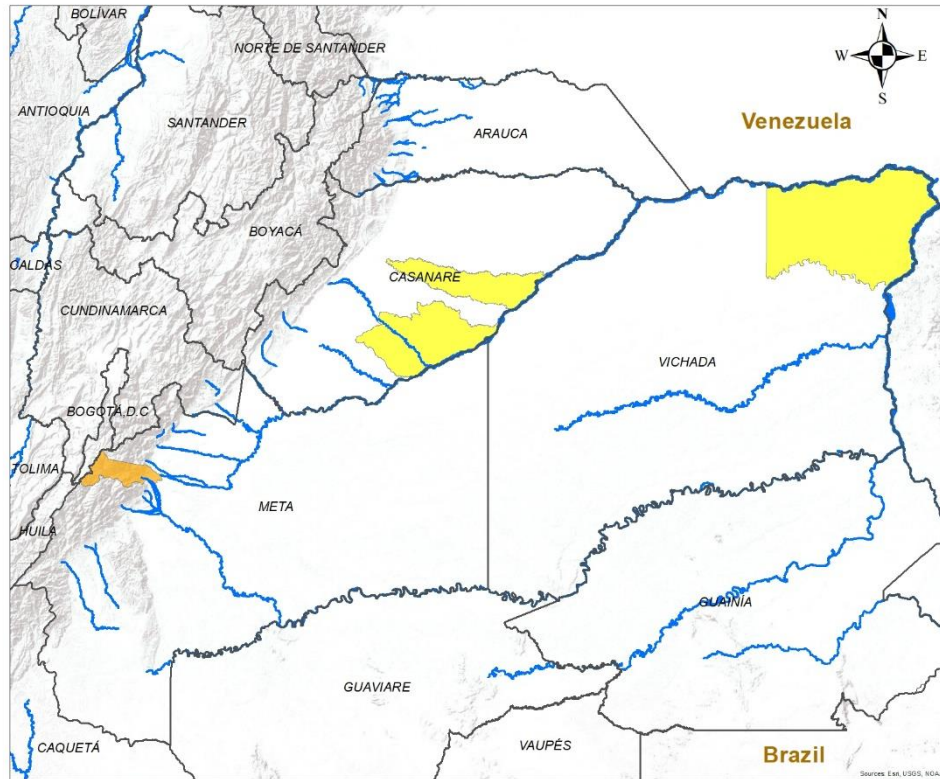 BOLÍVAR
NORTE DE SANTANDER
N
W
E
S
ANTIOQUIA
SANTANDER
ARAUCA
Venezuela
BOYACÁ
CALDAS
CASANARE
CUNDINAMARCA
VICHADA
BOGOTÁ, D.C
TOLIMA
META
HUILA
GUAINÍA
GUAVIARE
CAQUETÁ
VAUPÉS
Brazil
Sources: Esri, USGS, NOAA